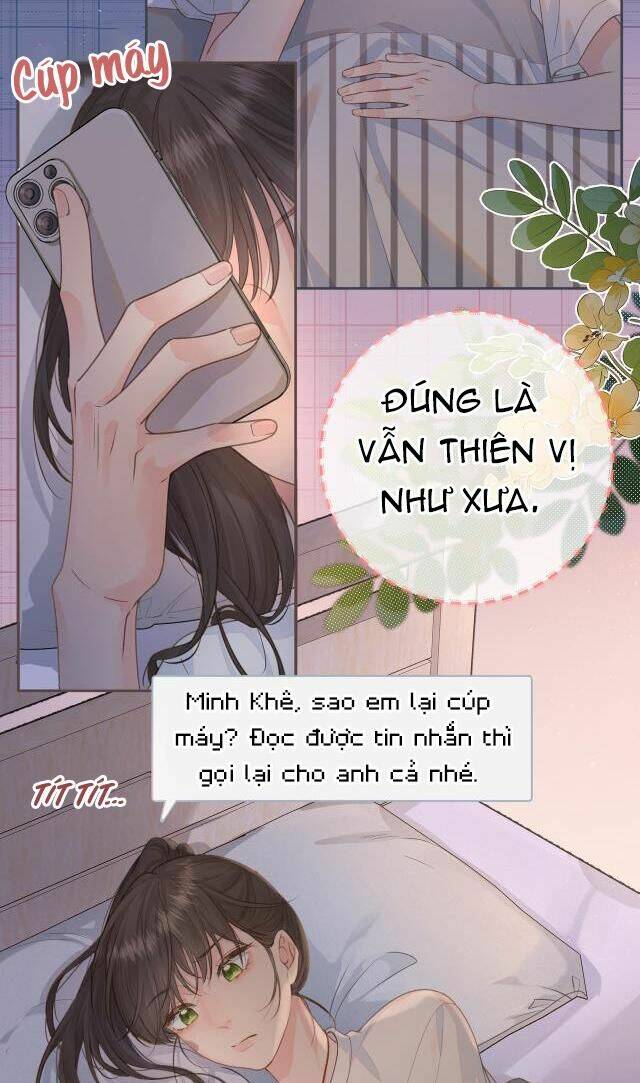 Cúp máy
ĐÚNG LÀ
VẪN THIÊN VỊ
NHƯ XƯA.
Minh Khê, sao em lại cúp
máy? Đọc được tin nhắn thì
gọi lại cho anh cả nhé.
TÍT TÍT...